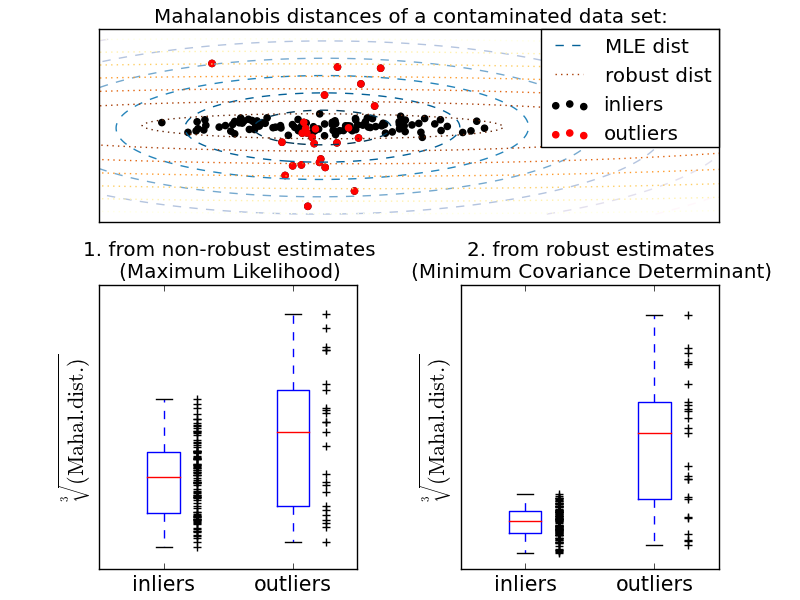 Mahalanobis distances of a contaminated data set:
MLE dist
robust dist
inliers
outliers
1. from non-robust estimates
(Maximum Likelihood)
∛(Mahal.dist.)
inliers
outliers
2. from robust estimates
(Minimum Covariance Determinant)
∛(Mahal.dist.)
inliers
outliers